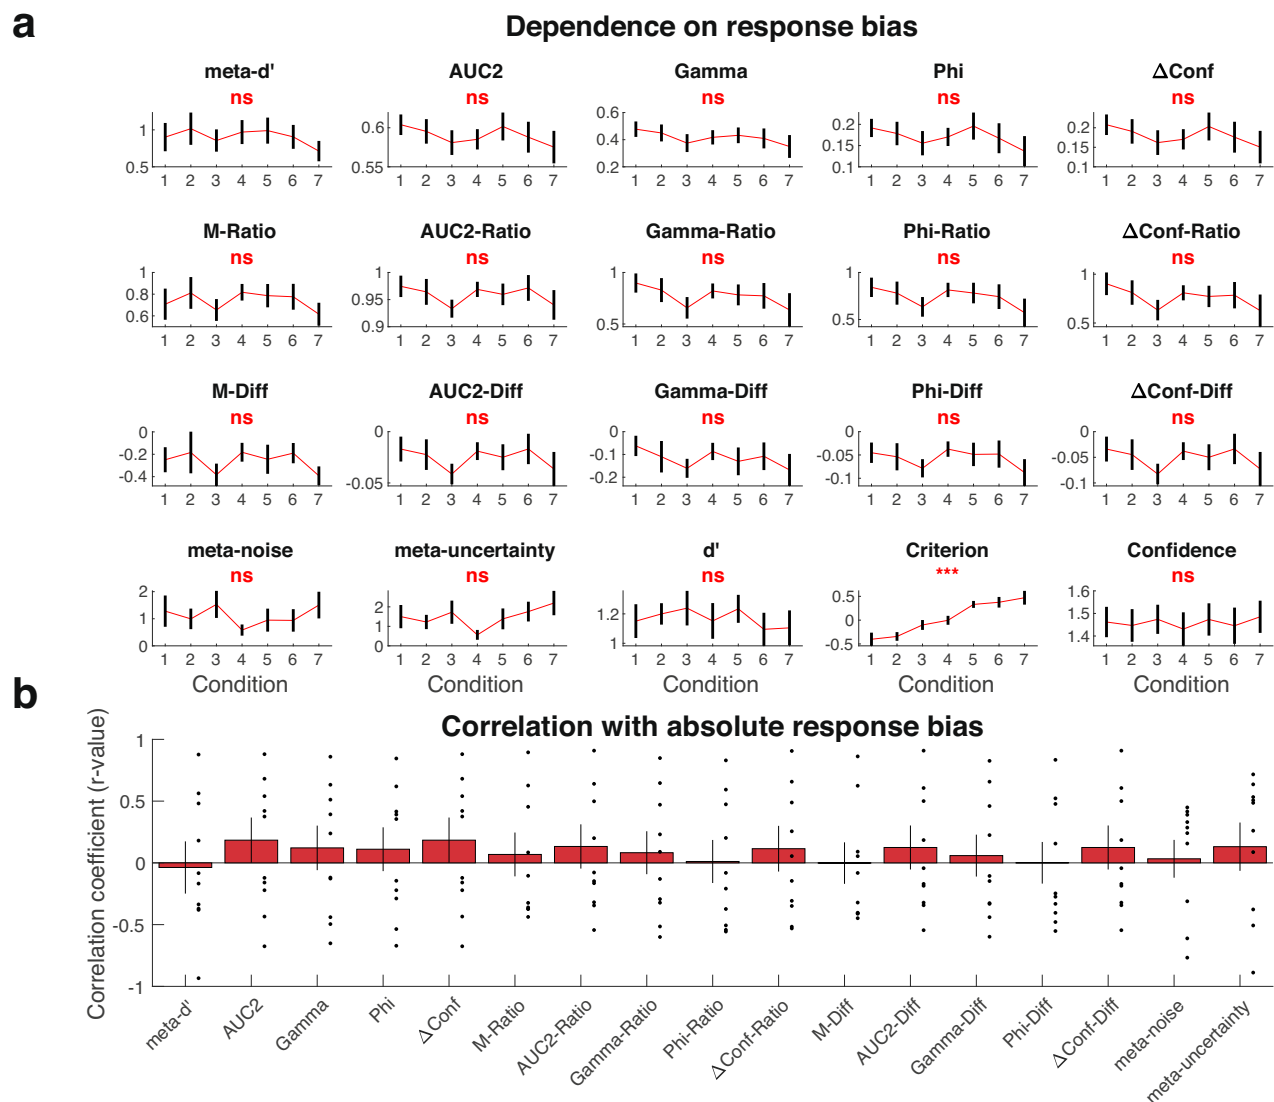 a
Dependence on response bias
meta-d' AUC2 Gamma Phi ΔConf
ns ns ns ns ns
1 0.6 0.6 0.2 0.2
0.4 0.15 0.15
0.5 0.55 0.2 0.1 0.1
1 2 3 4 5 6 7 1 2 3 4 5 6 7 1 2 3 4 5 6 7 1 2 3 4 5 6 7 1 2 3 4 5 6 7
M-Ratio AUC2-Ratio Gamma-Ratio Phi-Ratio ΔConf-Ratio
ns ns ns ns ns
1 1 1 1 1
0.8 0.95
0.6 0.9 0.5 0.5 0.5
1 2 3 4 5 6 7 1 2 3 4 5 6 7 1 2 3 4 5 6 7 1 2 3 4 5 6 7 1 2 3 4 5 6 7
M-Diff AUC2-Diff Gamma-Diff Phi-Diff ΔConf-Diff
ns ns ns ns ns
0 0 0 0 0
-0.2 -0.1 -0.05 -0.05
-0.4 -0.05 -0.2 -0.1 -0.1
1 2 3 4 5 6 7 1 2 3 4 5 6 7 1 2 3 4 5 6 7 1 2 3 4 5 6 7 1 2 3 4 5 6 7
meta-noise meta-uncertainty d' Criterion Confidence
ns ns ns *** ns
2 2 1.2 0.5 1.6
1 1 0 1.5
0 0 1 -0.5 1.4
1 2 3 4 5 6 7 1 2 3 4 5 6 7 1 2 3 4 5 6 7 1 2 3 4 5 6 7 1 2 3 4 5 6 7
Condition Condition Condition Condition Condition
b
Correlation with absolute response bias
Correlation coefficient (r-value)
1
0.5
0
-0.5
-1
meta-d'
AUC2
Gamma
Phi
ΔConf
M-Ratio
AUC2-Ratio
Gamma-Ratio
Phi-Ratio
ΔConf-Ratio
M-Diff
AUC2-Diff
Gamma-Diff
Phi-Diff
ΔConf-Diff
meta-noise
meta-uncertainty